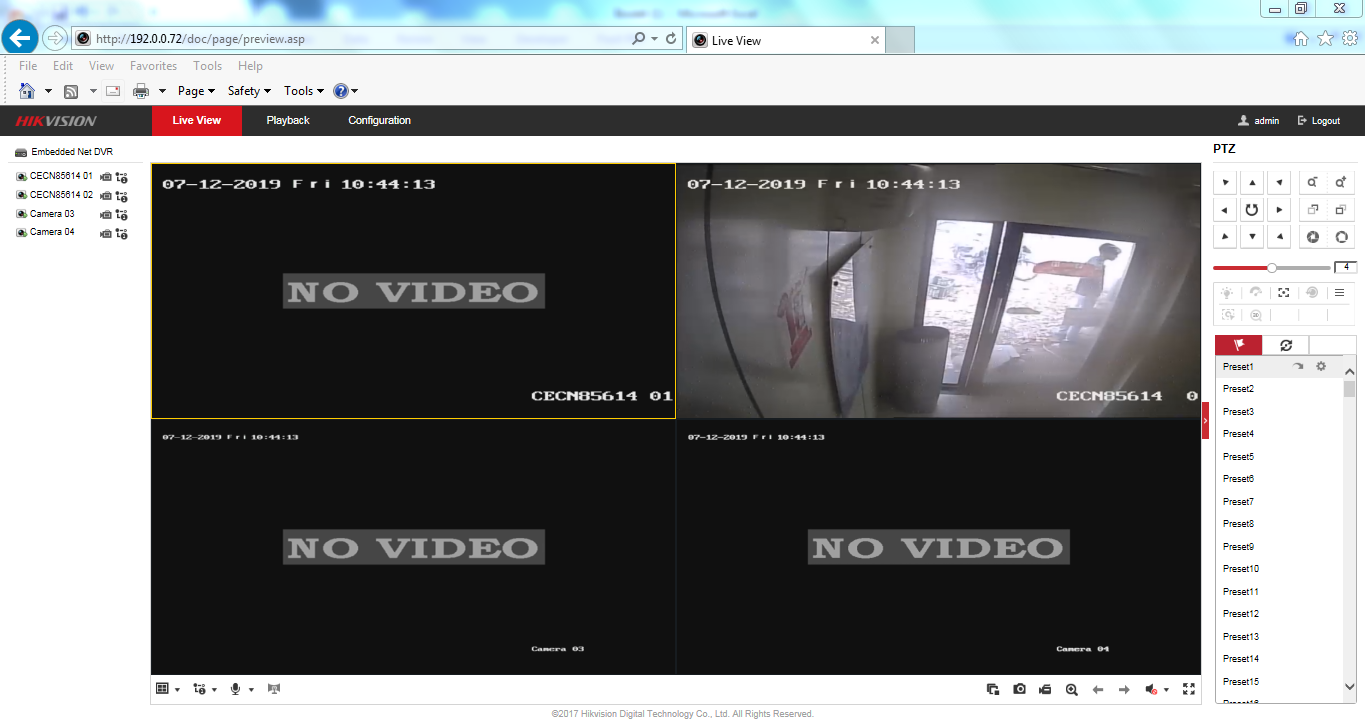 http://192.0.0.72/doc/page/preview.asp
Live View
File Edit View Favorites Tools Help
Page Safety Tools
HIKVISION Live View Playback Configuration admin Logout
Embedded Net DVR
CECN85614 01
CECN85614 02
Camera 03
Camera 04
07-12-2019 Fri 10:44:13
NO VIDEO
CECN85614 01
07-12-2019 Fri 10:44:13
CECN85614 0
07-12-2019 Fri 10:44:13
NO VIDEO
Camera 03
07-12-2019 Fri 10:44:13
NO VIDEO
Camera 04
PTZ
4
Preset1
Preset2
Preset3
Preset4
Preset5
Preset6
Preset7
Preset8
Preset9
Preset10
Preset11
Preset12
Preset13
Preset14
Preset15
©2017 Hikvision Digital Technology Co., Ltd. All Rights Reserved.